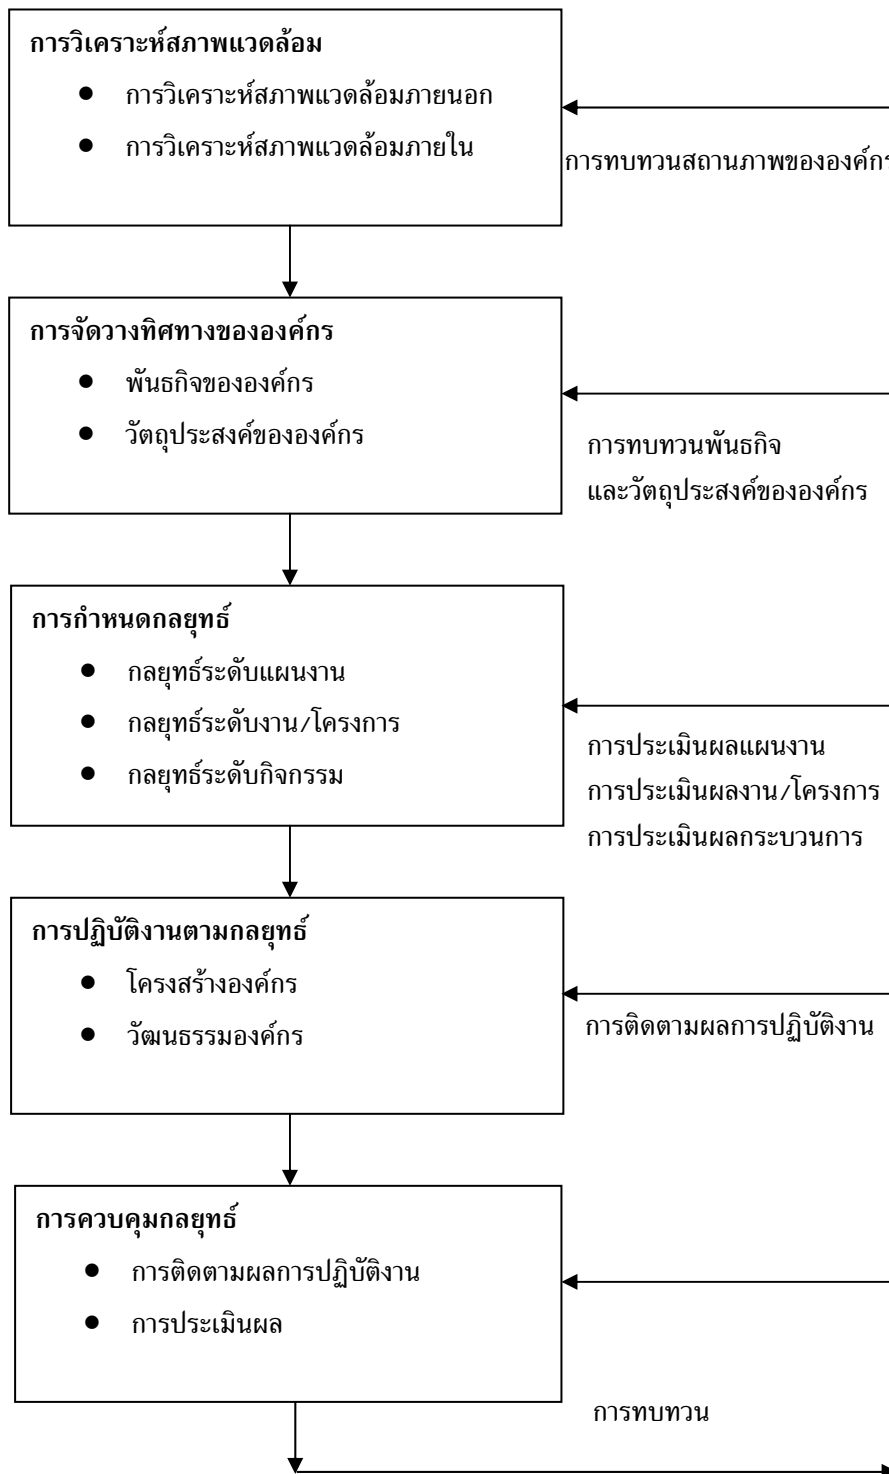 การวิเคราะห์สภาพแวดล้อม
● การวิเคราะห์สภาพแวดล้อมภายนอก
● การวิเคราะห์สภาพแวดล้อมภายใน
การทบทวนสถานภาพขององค์กร
การจัดวางทิศทางขององค์กร
● พันธกิจขององค์กร
● วัตถุประสงค์ขององค์กร
การทบทวนพันธกิจ
และวัตถุประสงค์ขององค์กร
การกำหนดกลยุทธ์
● กลยุทธ์ระดับแผนงาน
● กลยุทธ์ระดับงาน/โครงการ
● กลยุทธ์ระดับกิจกรรม
การประเมินผลแผนงาน
การประเมินผลงาน/โครงการ
การประเมินผลกระบวนการ
การปฏิบัติงานตามกลยุทธ์
● โครงสร้างองค์กร
● วัฒนธรรมองค์กร
การติดตามผลการปฏิบัติงาน
การควบคุมกลยุทธ์
● การติดตามผลการปฏิบัติงาน
● การประเมินผล
การทบทวน